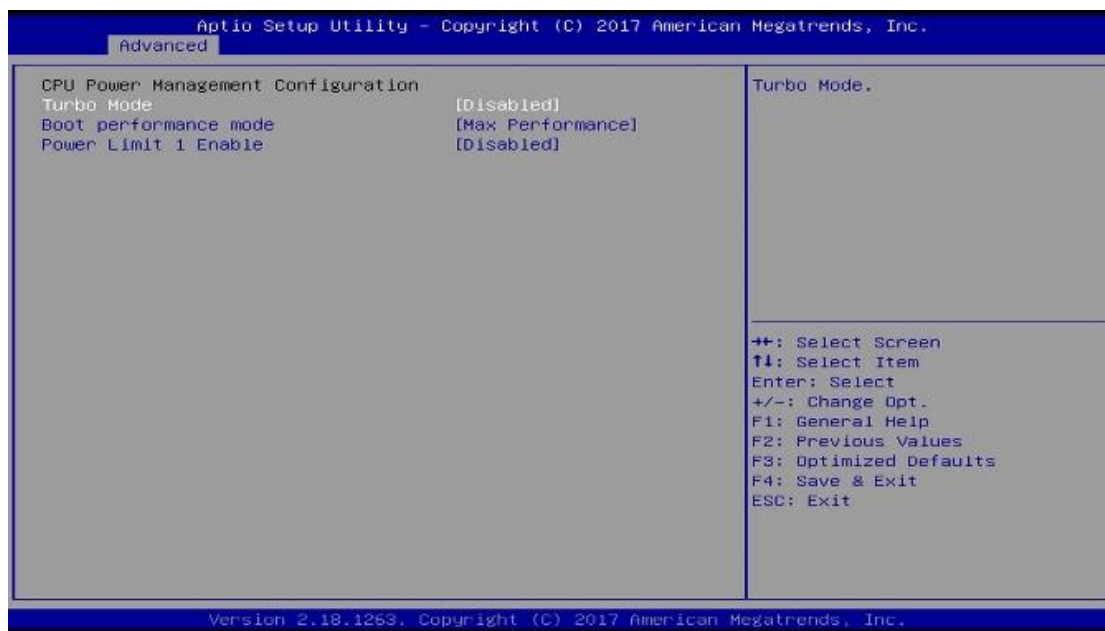 Aptio Setup Utility – Copyright (C) 2017 American Megatrends, Inc.
Advanced
CPU Power Management Configuration
Turbo Mode [Disabled]
Boot performance mode [Max Performance]
Power Limit 1 Enable [Disabled]
Turbo Mode.
→←: Select Screen
↑↓: Select Item
Enter: Select
+/-: Change Opt.
F1: General Help
F2: Previous Values
F3: Optimized Defaults
F4: Save & Exit
ESC: Exit
Version 2.18.1263. Copyright (C) 2017 American Megatrends, Inc.